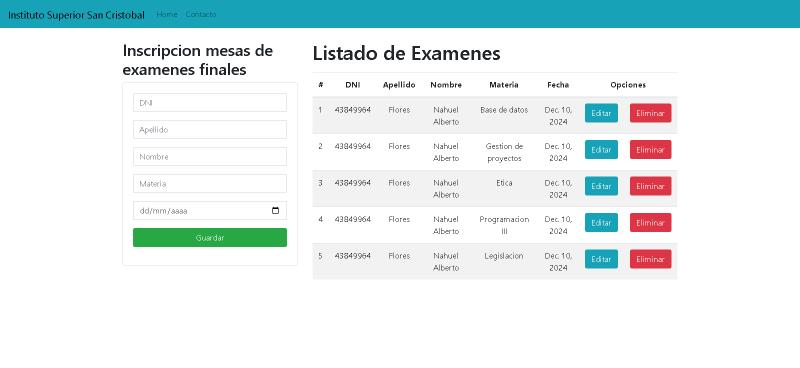 Instituto Superior San Cristobal Home Contacto
Inscripcion mesas de
examenes finales
DNI
Apellido
Nombre
Materia
dd/mm/aaaa
Guardar
Listado de Examenes
# DNI Apellido Nombre Materia Fecha Opciones
1 43849964 Flores Nahuel Base de datos Dec. 10, Editar Eliminar
Alberto 2024
2 43849964 Flores Nahuel Gestion de Dec. 10, Editar Eliminar
Alberto proyectos 2024
3 43849964 Flores Nahuel Etica Dec. 10, Editar Eliminar
Alberto 2024
4 43849964 Flores Nahuel Programacion Dec. 10, Editar Eliminar
Alberto III 2024
5 43849964 Flores Nahuel Legislacion Dec. 10, Editar Eliminar
Alberto 2024